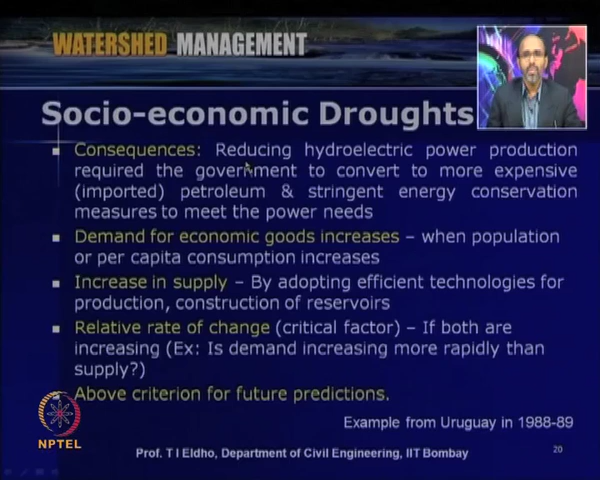 WATERSHED MANAGEMENT
Socio-economic Droughts
Consequences: Reducing hydroelectric power production
required the government to convert to more expensive
(imported) petroleum & stringent energy conservation
measures to meet the power needs
Demand for economic goods increases – when population
or per capita consumption increases
Increase in supply – By adopting efficient technologies for
production, construction of reservoirs
Relative rate of change (critical factor) – If both are
increasing (Ex: Is demand increasing more rapidly than
supply?)
Above criterion for future predictions.
Example from Uruguay in 1988-89
NPTEL
Prof. T I Eldho, Department of Civil Engineering, IIT Bombay
20